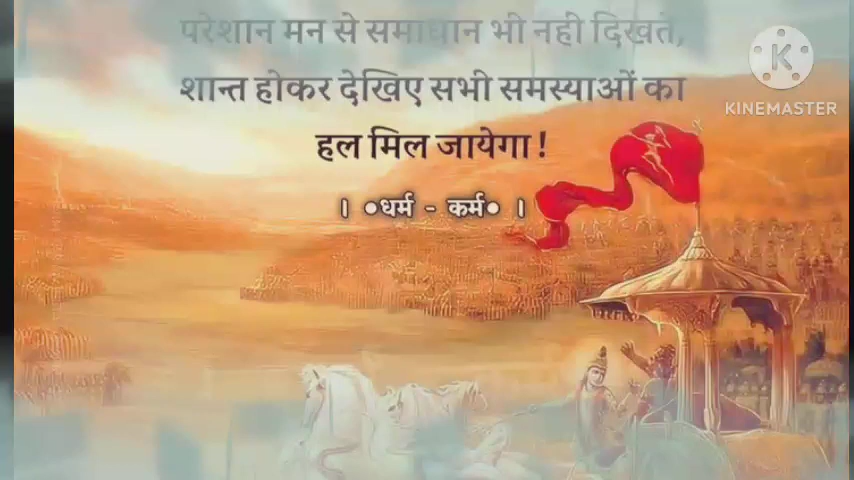 परेशान मन से समाधान भी नहीं दिखते,
शान्त होकर देखिए सभी समस्याओं का
हल मिल जायेगा!
। •धर्म - कर्म• ।
KINEMASTER